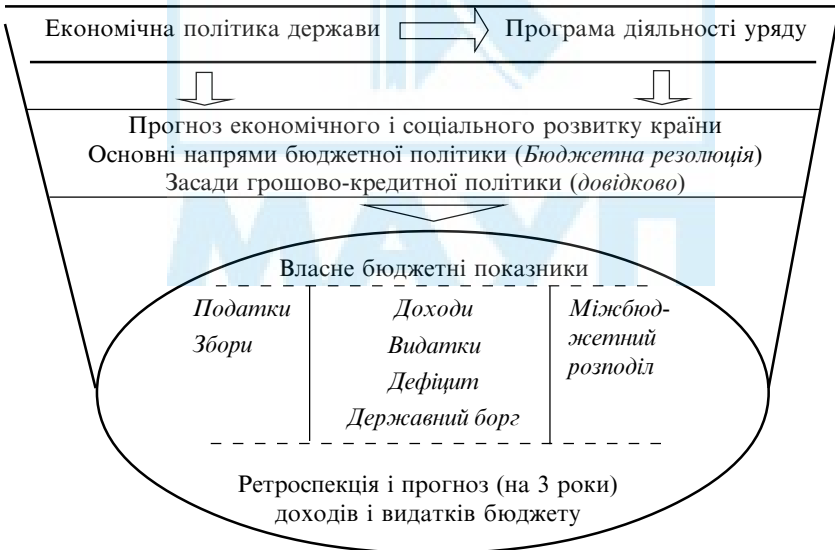 Економічна політика держави Програма діяльності уряду
Прогноз економічного і соціального розвитку країни
Основні напрями бюджетної політики (Бюджетна резолюція)
Засади грошово-кредитної політики (довідково)
МАУП
Власне бюджетні показники
Податки
Збори
Доходи
Видатки
Дефіцит
Державний борг
Міжбюд-
жетний
розподіл
Ретроспекція і прогноз (на 3 роки)
доходів і видатків бюджету